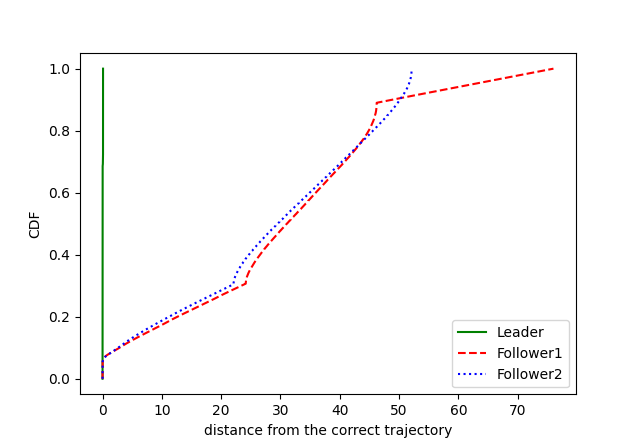 1.0
0.8
0.6
0.4
0.2
0.0
CDF
0 10 20 30 40 50 60 70
distance from the correct trajectory
Leader
Follower1
Follower2